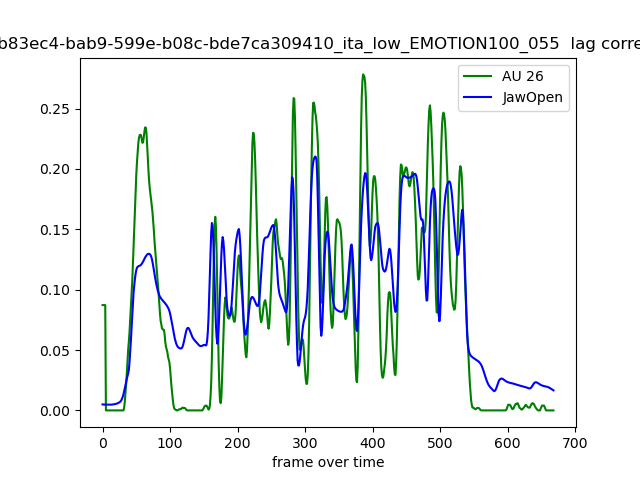 b83ec4-bab9-599e-b08c-bde7ca309410_ita_low_EMOTION100_055 lag corre
AU 26
JawOpen
0.25
0.20
0.15
0.10
0.05
0.00
0 100 200 300 400 500 600 700
frame over time